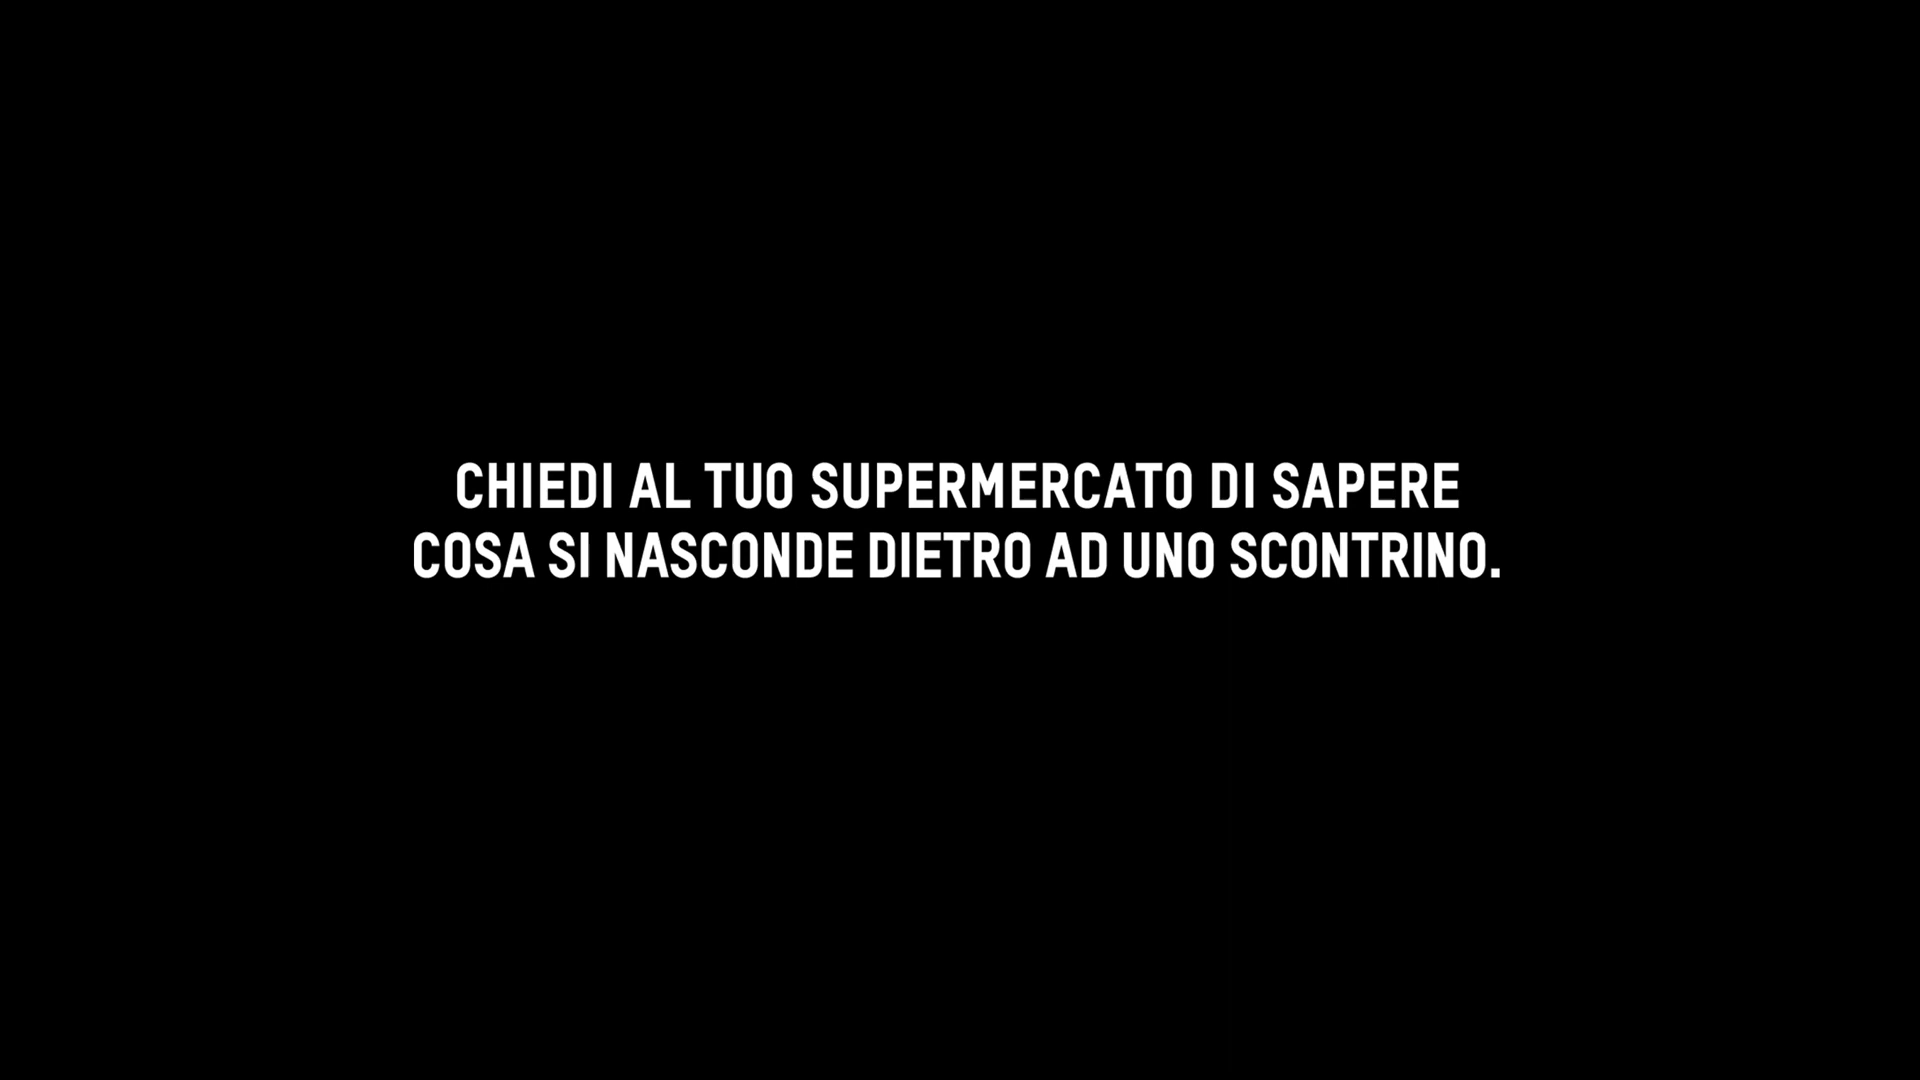 CHIEDI AL TUO SUPERMERCATO DI SAPERE
COSA SI NASCONDE DIETRO AD UNO SCONTRINO.